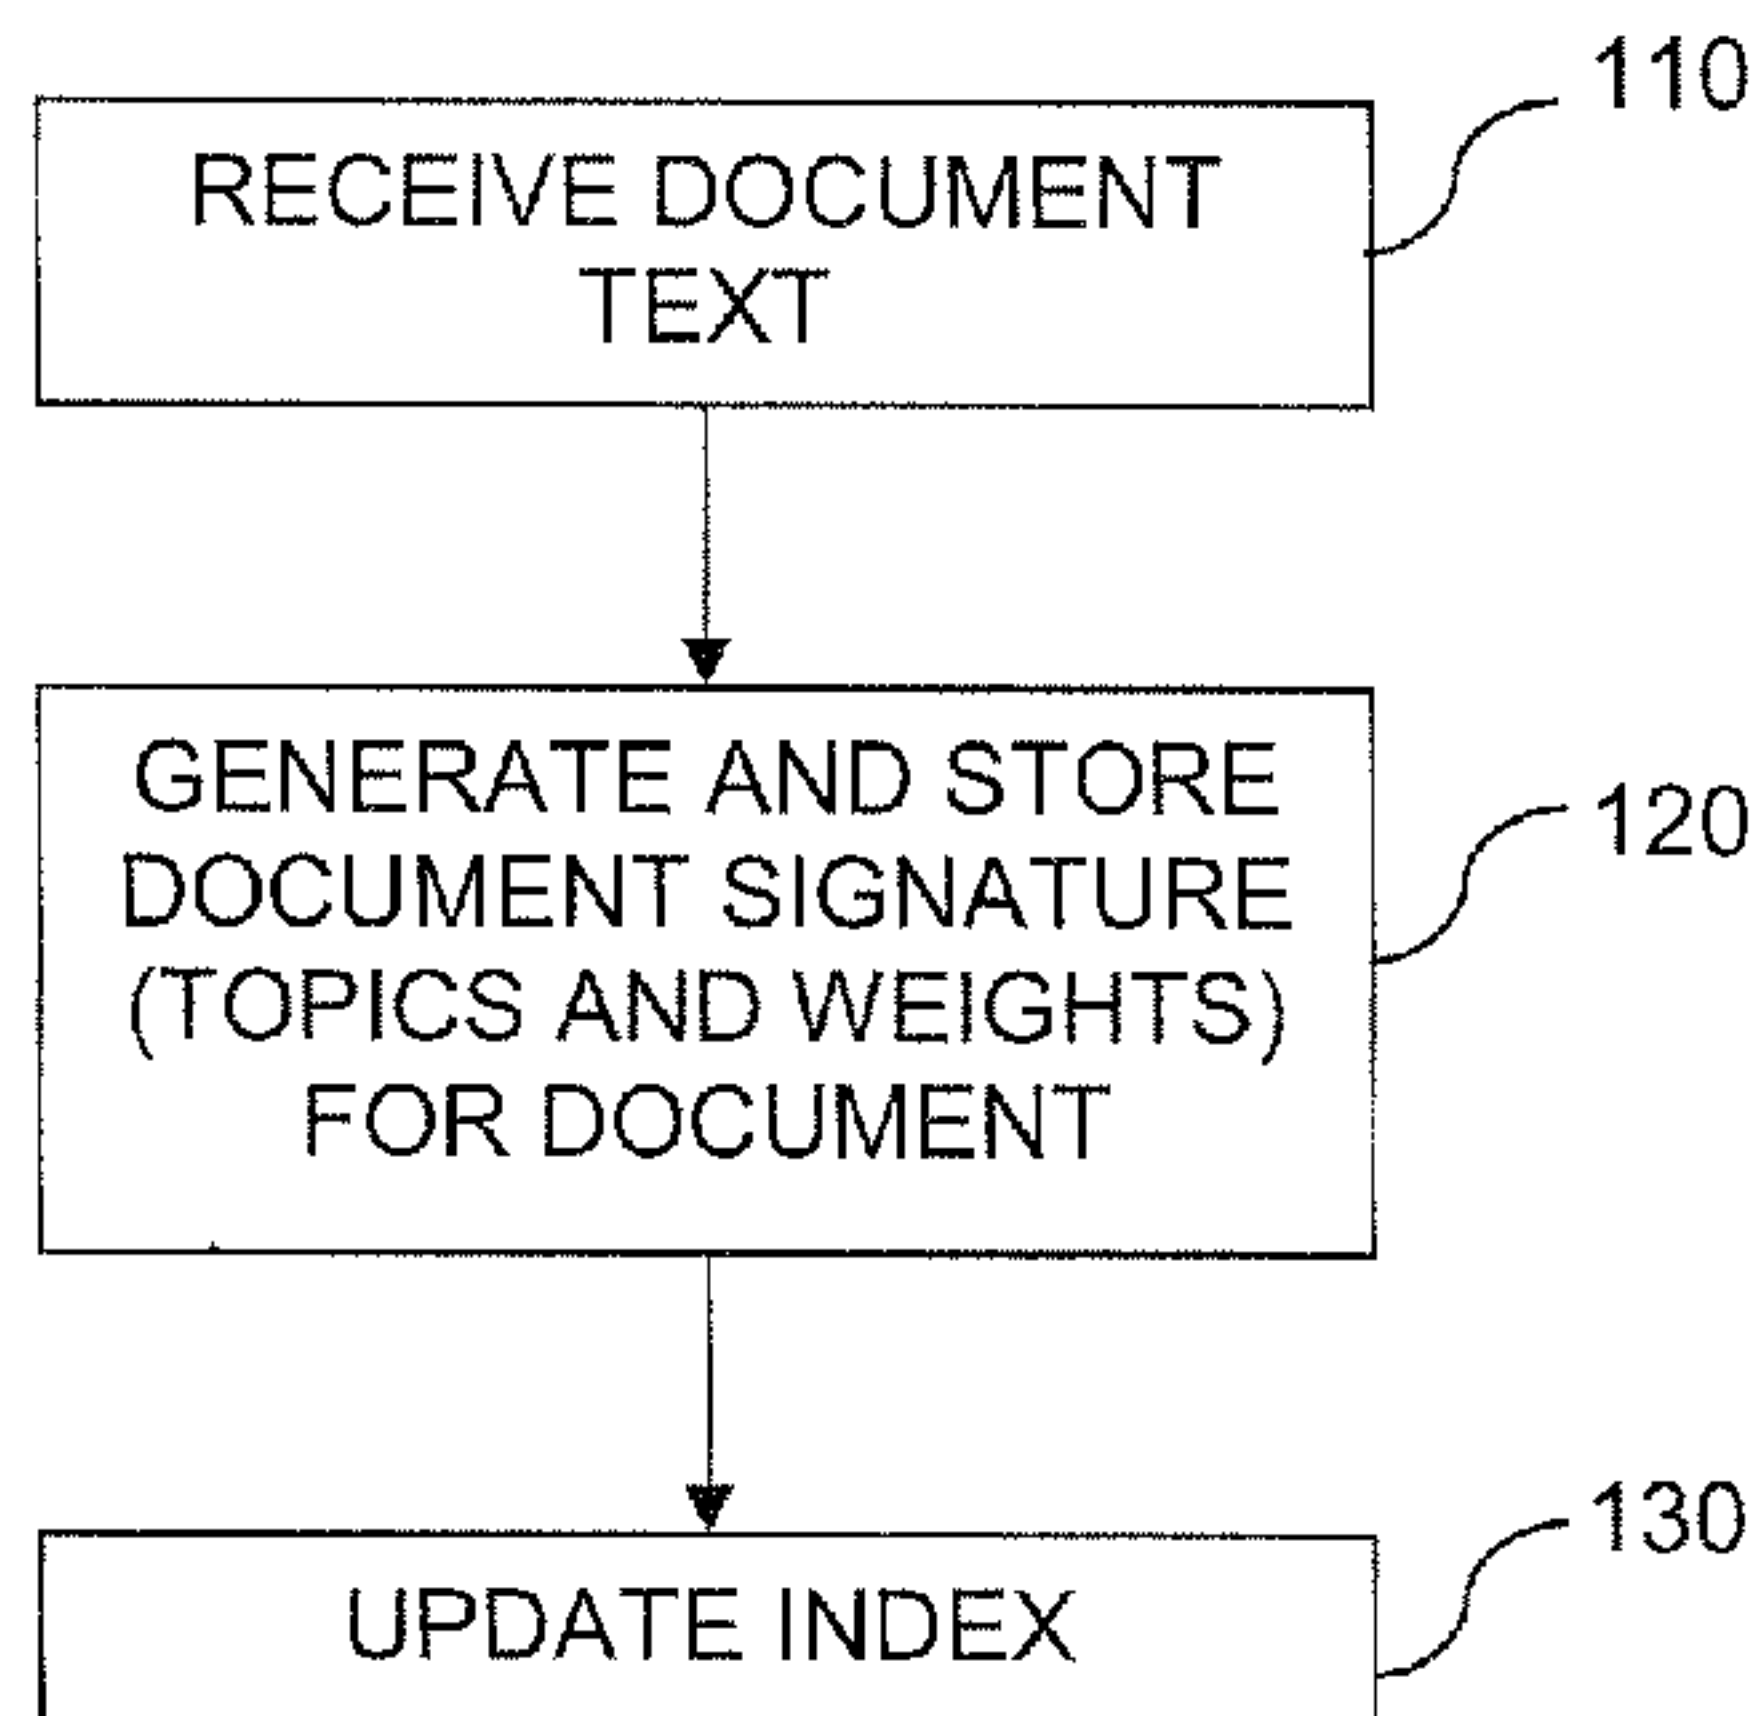 110
RECEIVE DOCUMENT
TEXT
GENERATE AND STORE
DOCUMENT SIGNATURE
(TOPICS AND WEIGHTS)
FOR DOCUMENT
120
130
UPDATE INDEX